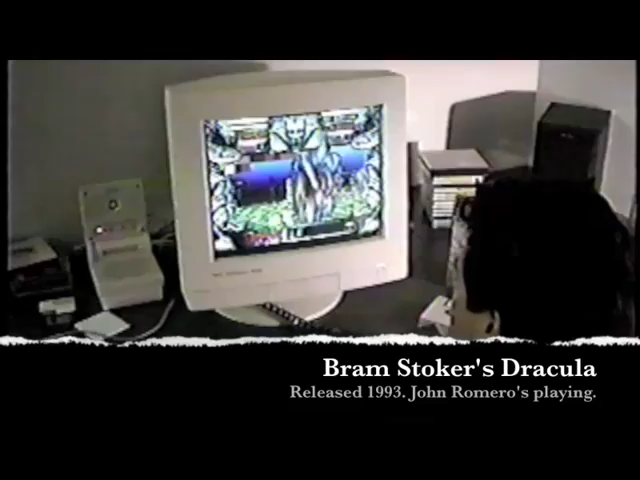 Bram Stoker's Dracula
Released 1993. John Romero's playing.